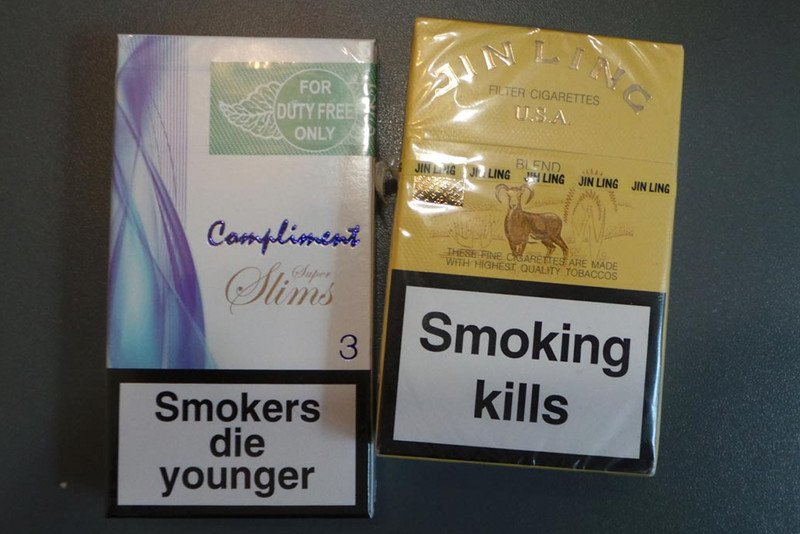 FOR
DUTY FREE
ONLY
Compliment
Super
Slims
3
Smokers
die
younger
JIN LING
FILTER CIGARETTES
U.S.A.
BLEND
JIN LING JIN LING JIN LING JIN LING JIN LING
THESE FINE CIGARETTES ARE MADE
WITH HIGHEST QUALITY TOBACCOS
Smoking
kills